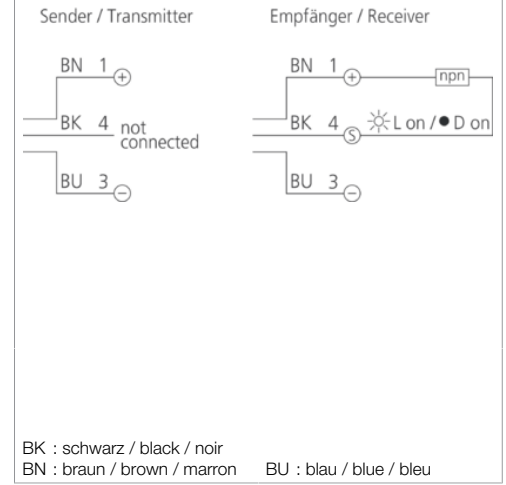 Sender / Transmitter
BN 1 +
BK 4 not connected
BU 3 −
Empfänger / Receiver
BN 1 + npn
BK 4 S L on / ● D on
BU 3 −
BK : schwarz / black / noir
BN : braun / brown / marron BU : blau / blue / bleu